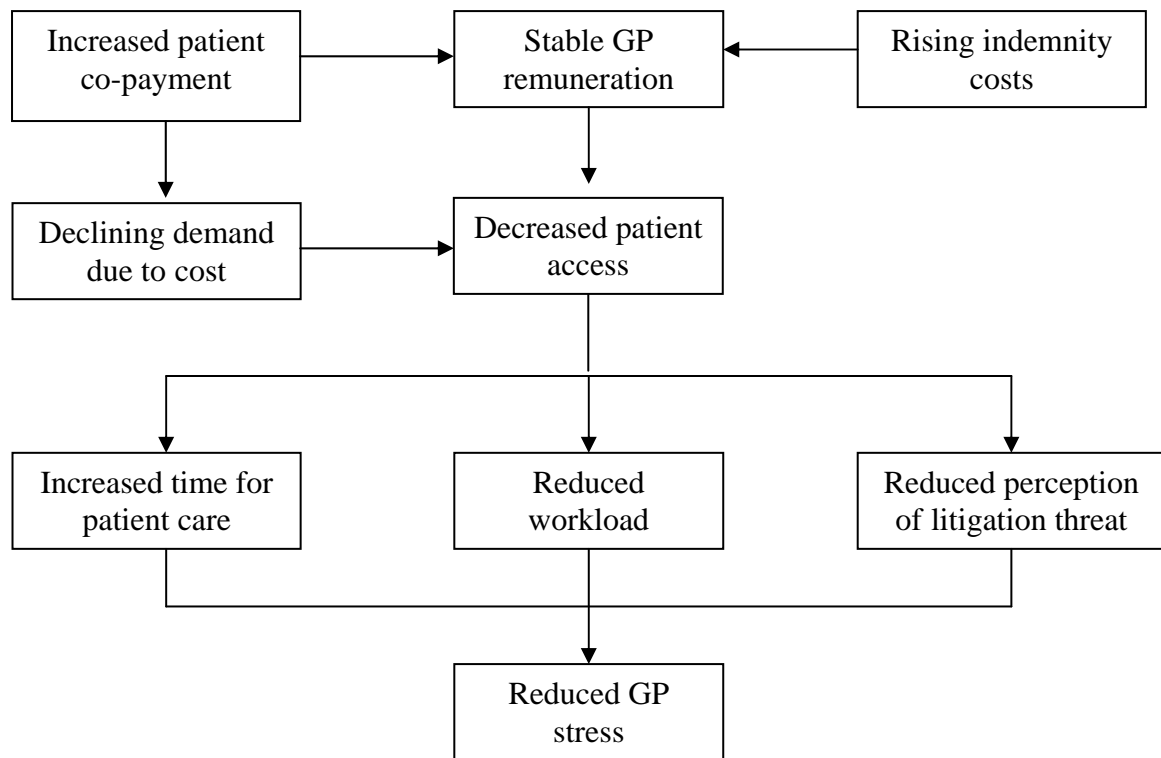 Increased patient
co-payment
Stable GP
remuneration
Rising indemnity
costs
Declining demand
due to cost
Decreased patient
access
Increased time for
patient care
Reduced
workload
Reduced perception
of litigation threat
Reduced GP
stress